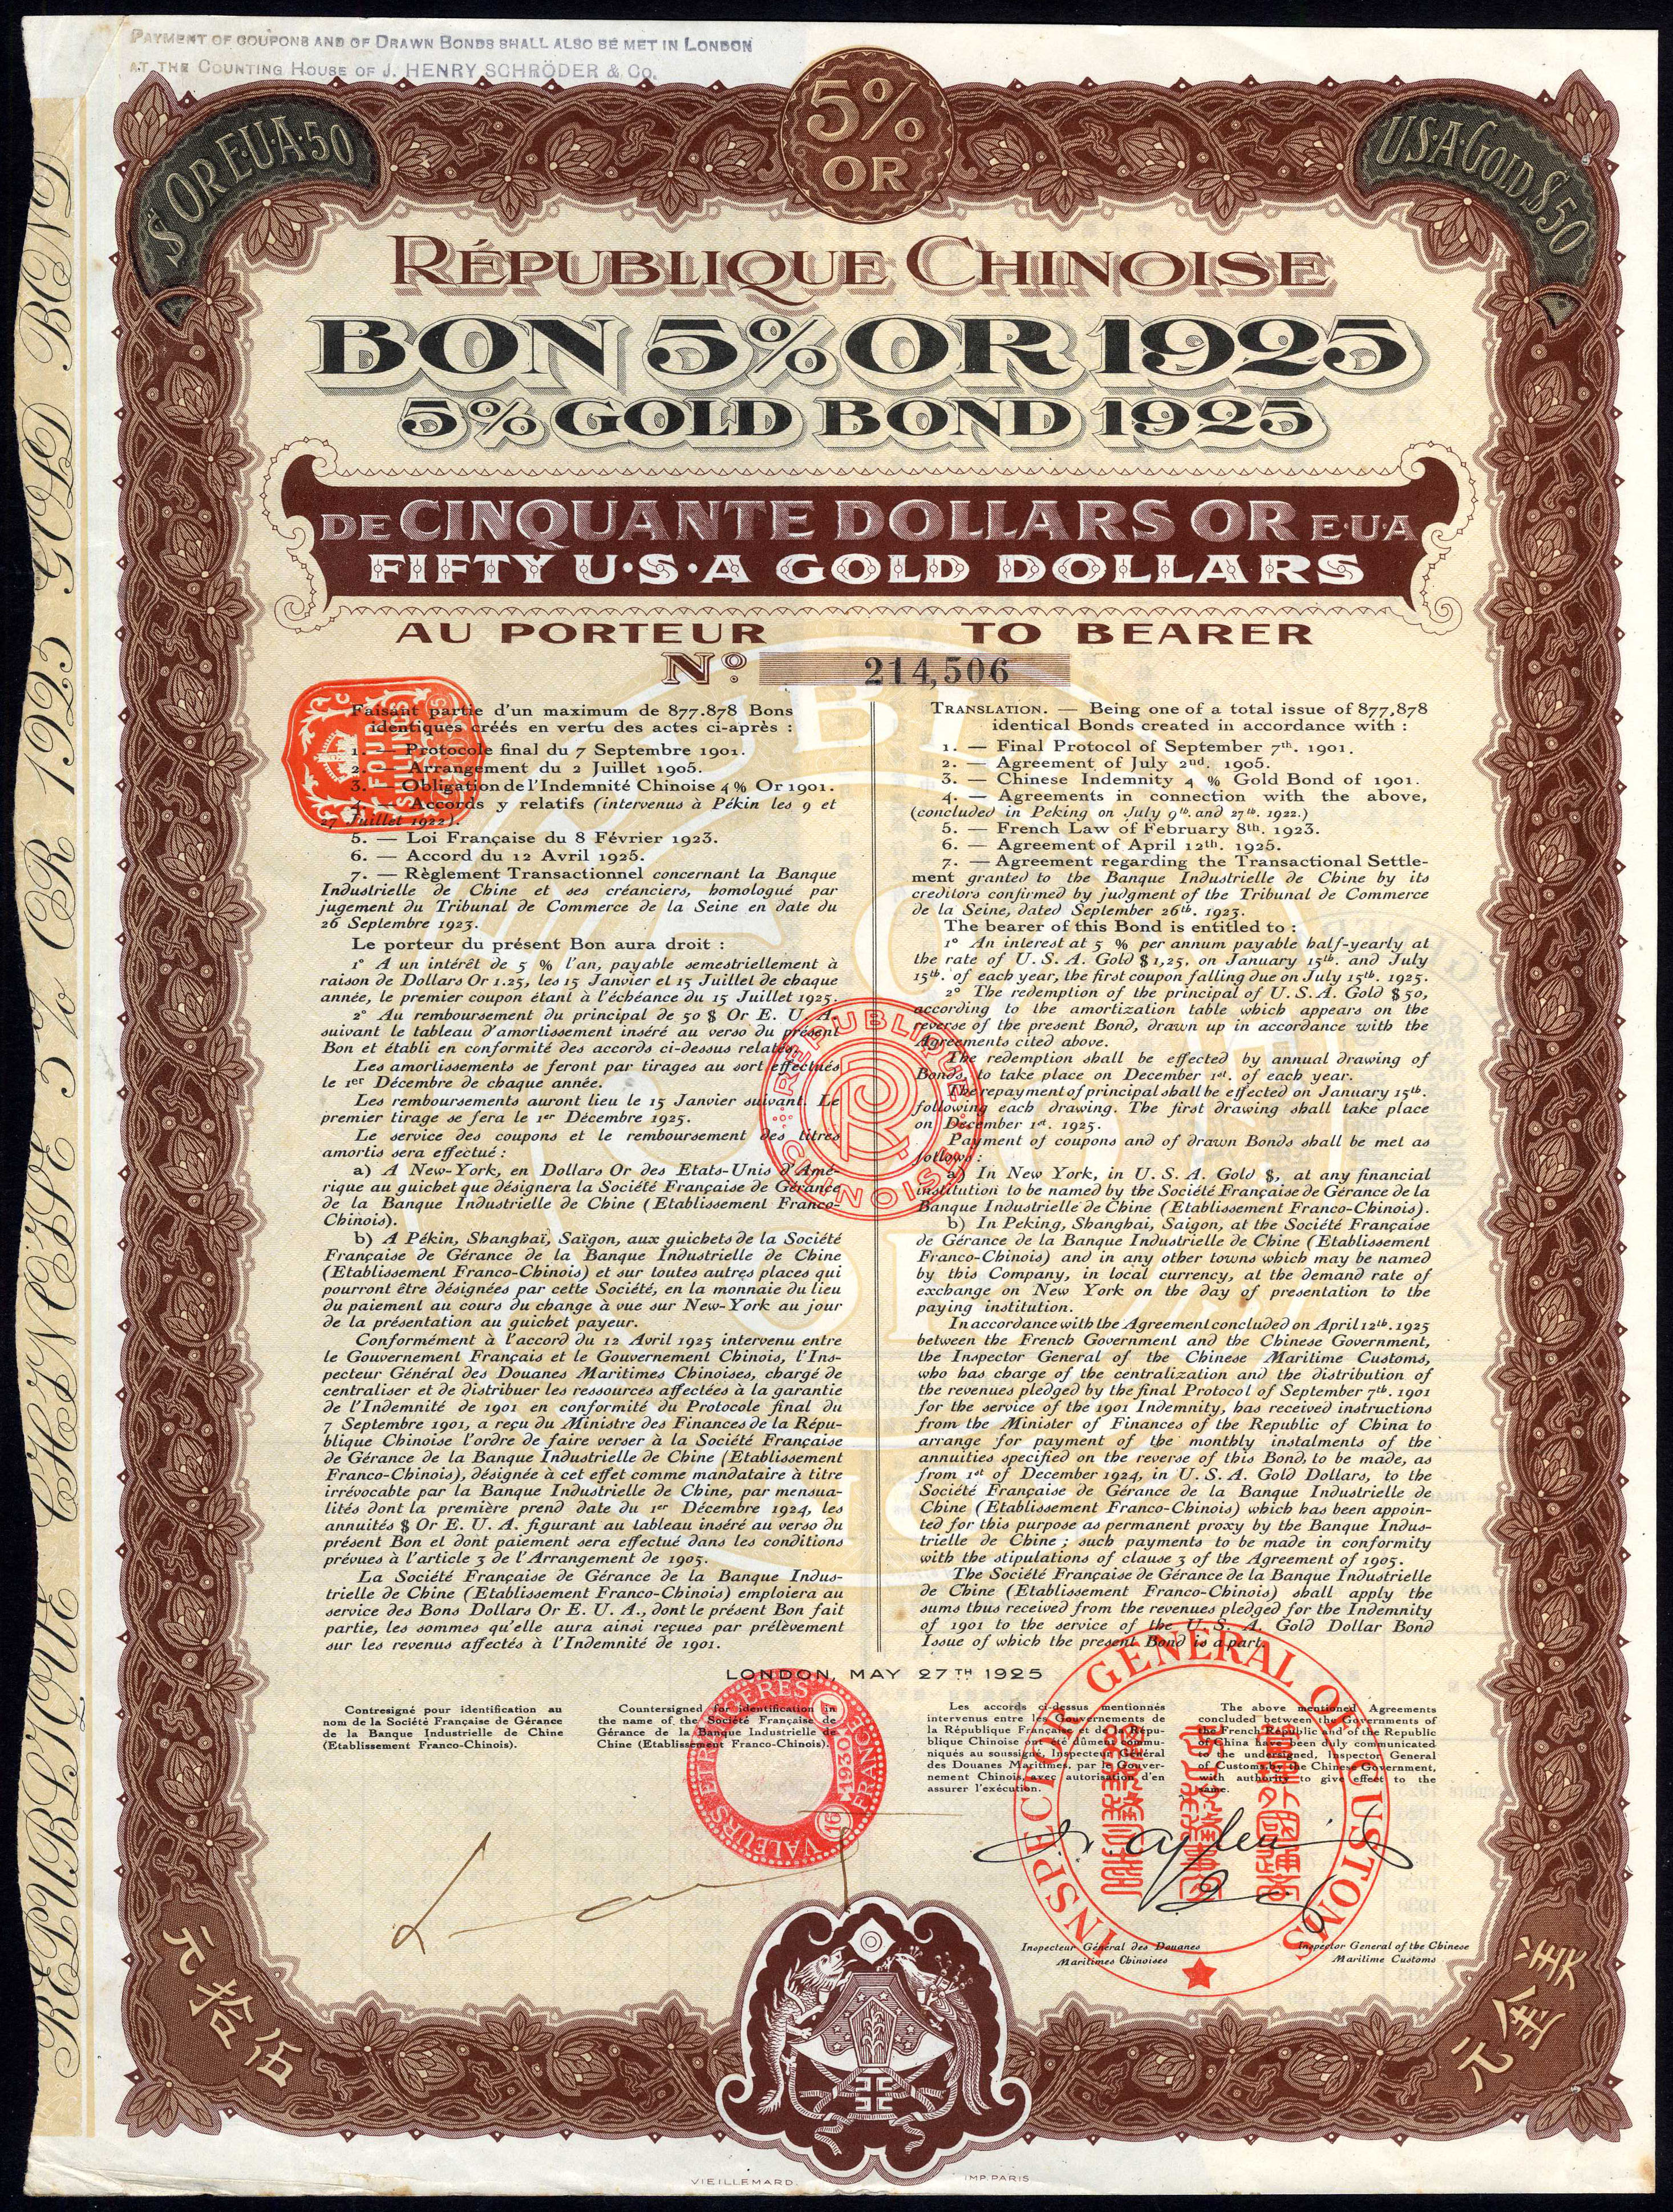 PAYMENT OF COUPONS AND OF DRAWN BONDS SHALL ALSO BE MET IN LONDON
AT THE COUNTING HOUSE OF J. HENRY SCHRÖDER & CO.
5%
OR
$ OR E·U·A·50
U·S·A·GOLD $ 50
RÉPUBLIQUE CHINOISE
BON 5% OR 1925
5% GOLD BOND 1925
DE CINQUANTE DOLLARS OR E·U·A
FIFTY U·S·A GOLD DOLLARS
AU PORTEUR
TO BEARER
No. 214,506
FOUR
SHILLINGS
Faisant partie d'un maximum de 877.878 Bons
identiques créés en vertu des actes ci-après :
1. — Protocole final du 7 Septembre 1901.
2. — Arrangement du 2 Juillet 1905.
3. — Obligation de l'Indemnité Chinoise 4 % Or 1901.
4. — Accords y relatifs (intervenus à Pékin les 9 et
27 Juillet 1922).
5. — Loi Française du 8 Février 1923.
6. — Accord du 12 Avril 1925.
7. — Règlement Transactionnel concernant la Banque
Industrielle de Chine et ses créanciers, homologué par
jugement du Tribunal de Commerce de la Seine en date du
26 Septembre 1923.
Le porteur du présent Bon aura droit :
1° A un intérêt de 5 % l'an, payable semestriellement à
raison de Dollars Or 1.25, les 15 Janvier et 15 Juillet de chaque
année, le premier coupon étant à l'échéance du 15 Juillet 1925.
2° Au remboursement du principal de 50 $ Or E. U. A.
suivant le tableau d'amortissement inséré au verso du présent
Bon et établi en conformité des accords ci-dessus relatés.
Les amortissements se feront par tirages au sort effectués
le 1er Décembre de chaque année.
Les remboursements auront lieu le 15 Janvier suivant. Le
premier tirage se fera le 1er Décembre 1925.
Le service des coupons et le remboursement des titres
amortis sera effectué :
a) A New-York, en Dollars Or des Etats-Unis d'Amé-
rique au guichet que désignera la Société Française de Gérance
de la Banque Industrielle de Chine (Etablissement Franco-
Chinois).
b) A Pékin, Shanghaï, Saïgon, aux guichets de la Société
Française de Gérance de la Banque Industrielle de Chine
(Etablissement Franco-Chinois) et sur toutes autres places qui
pourront être désignées par cette Société, en la monnaie du lieu
du paiement au cours du change à vue sur New-York au jour
de la présentation au guichet payeur.
Conformément à l'accord du 12 Avril 1925 intervenu entre
le Gouvernement Français et le Gouvernement Chinois, l'Ins-
pecteur Général des Douanes Maritimes Chinoises, chargé de
centraliser et de distribuer les ressources affectées à la garantie
de l'Indemnité de 1901 en conformité du Protocole final du
7 Septembre 1901, a reçu du Ministre des Finances de la Répu-
blique Chinoise l'ordre de faire verser à la Société Française
de Gérance de la Banque Industrielle de Chine (Etablissement
Franco-Chinois), désignée à cet effet comme mandataire à titre
irrévocable par la Banque Industrielle de Chine, par mensua-
lités dont la première prend date du 1er Décembre 1924, les
annuités $ Or E. U. A. figurant au tableau inséré au verso du
présent Bon et dont paiement sera effectué dans les conditions
prévues à l'article 3 de l'Arrangement de 1905.
La Société Française de Gérance de la Banque Indus-
trielle de Chine (Etablissement Franco-Chinois) emploiera au
service des Bons Dollars Or E. U. A., dont le présent Bon fait
partie, les sommes qu'elle aura ainsi reçues par prélèvement
sur les revenus affectés à l'Indemnité de 1901.
TRANSLATION. — Being one of a total issue of 877,878
identical Bonds created in accordance with :
1. — Final Protocol of September 7th. 1901.
2. — Agreement of July 2nd. 1905.
3. — Chinese Indemnity 4 % Gold Bond of 1901.
4. — Agreements in connection with the above,
(concluded in Peking on July 9th. and 27th. 1922.)
5. — French Law of February 8th. 1923.
6. — Agreement of April 12th. 1925.
7. — Agreement regarding the Transactional Settle-
ment granted to the Banque Industrielle de Chine by its
creditors confirmed by judgment of the Tribunal de Commerce
de la Seine, dated September 26th. 1923.
The bearer of this Bond is entitled to :
1° An interest at 5 % per annum payable half-yearly at
the rate of U. S. A. Gold $ 1,25, on January 15th. and July
15th. of each year, the first coupon falling due on July 15th. 1925.
2° The redemption of the principal of U. S. A. Gold $ 50,
according to the amortization table which appears on the
reverse of the present Bond, drawn up in accordance with the
Agreements cited above.
The redemption shall be effected by annual drawing of
Bonds, to take place on December 1st. of each year.
The repayment of principal shall be effected on January 15th.
following each drawing. The first drawing shall take place
on December 1st. 1925.
Payment of coupons and of drawn Bonds shall be met as
follows :
a) In New York, in U. S. A. Gold $, at any financial
institution to be named by the Société Française de Gérance de la
Banque Industrielle de Chine (Etablissement Franco-Chinois).
b) In Peking, Shanghai, Saigon, at the Société Française
de Gérance de la Banque Industrielle de Chine (Etablissement
Franco-Chinois) and in any other towns which may be named
by this Company, in local currency, at the demand rate of
exchange on New York on the day of presentation to the
paying institution.
In accordance with the Agreement concluded on April 12th. 1925
between the French Government and the Chinese Government,
the Inspector General of the Chinese Maritime Customs,
who has charge of the centralization and the distribution of
the revenues pledged by the final Protocol of September 7th. 1901
for the service of the 1901 Indemnity, has received instructions
from the Minister of Finances of the Republic of China to
arrange for payment of the monthly instalments of the
annuities specified on the reverse of this Bond, to be made, as
from 1st of December 1924, in U. S. A. Gold Dollars, to the
Société Française de Gérance de la Banque Industrielle de
Chine (Etablissement Franco-Chinois) which has been appoin-
ted for this purpose as permanent proxy by the Banque Indus-
trielle de Chine ; such payments to be made in conformity
with the stipulations of clause 3 of the Agreement of 1905.
The Société Française de Gérance de la Banque Industrielle
de Chine (Etablissement Franco-Chinois) shall apply the
sums thus received from the revenues pledged for the Indemnity
of 1901 to the service of the U. S. A. Gold Dollar Bond
Issue of which the present Bond is a part.
RÉPUBLIQUE CHINOISE
LONDON, MAY 27TH 1925
Contresigné pour identification au
nom de la Société Française de Gérance
de la Banque Industrielle de Chine
(Etablissement Franco-Chinois).
Countersigned for identification in
the name of the Société Française de
Gérance de la Banque Industrielle de
Chine (Etablissement Franco-Chinois).
Les accords ci-dessus mentionnés
intervenus entre les Gouvernements de
la République Française et de la Répu-
blique Chinoise ont été dûment commu-
niqués au soussigné, Inspecteur Général
des Douanes Maritimes, par le Gouver-
nement Chinois, avec autorisation d'en
assurer l'exécution.
The above mentioned Agreements
concluded between the Governments of
the French Republic and of the Republic
of China have been duly communicated
to the undersigned, Inspector General
of Customs, by the Chinese Government,
with authority to give effect to the
same.
VALEURS ETRANGERES
FRANCE
17
1930
16
INSPECTOR GENERAL OF CUSTOMS
Inspecteur Général des Douanes
Maritimes Chinoises
Inspector General of the Chinese
Maritime Customs
元拾伍
美金元
REPUBLIQUE CHINOISE 5 % OR 1925 GOLD BOND
VIEILLEMARD.
IMP. PARIS